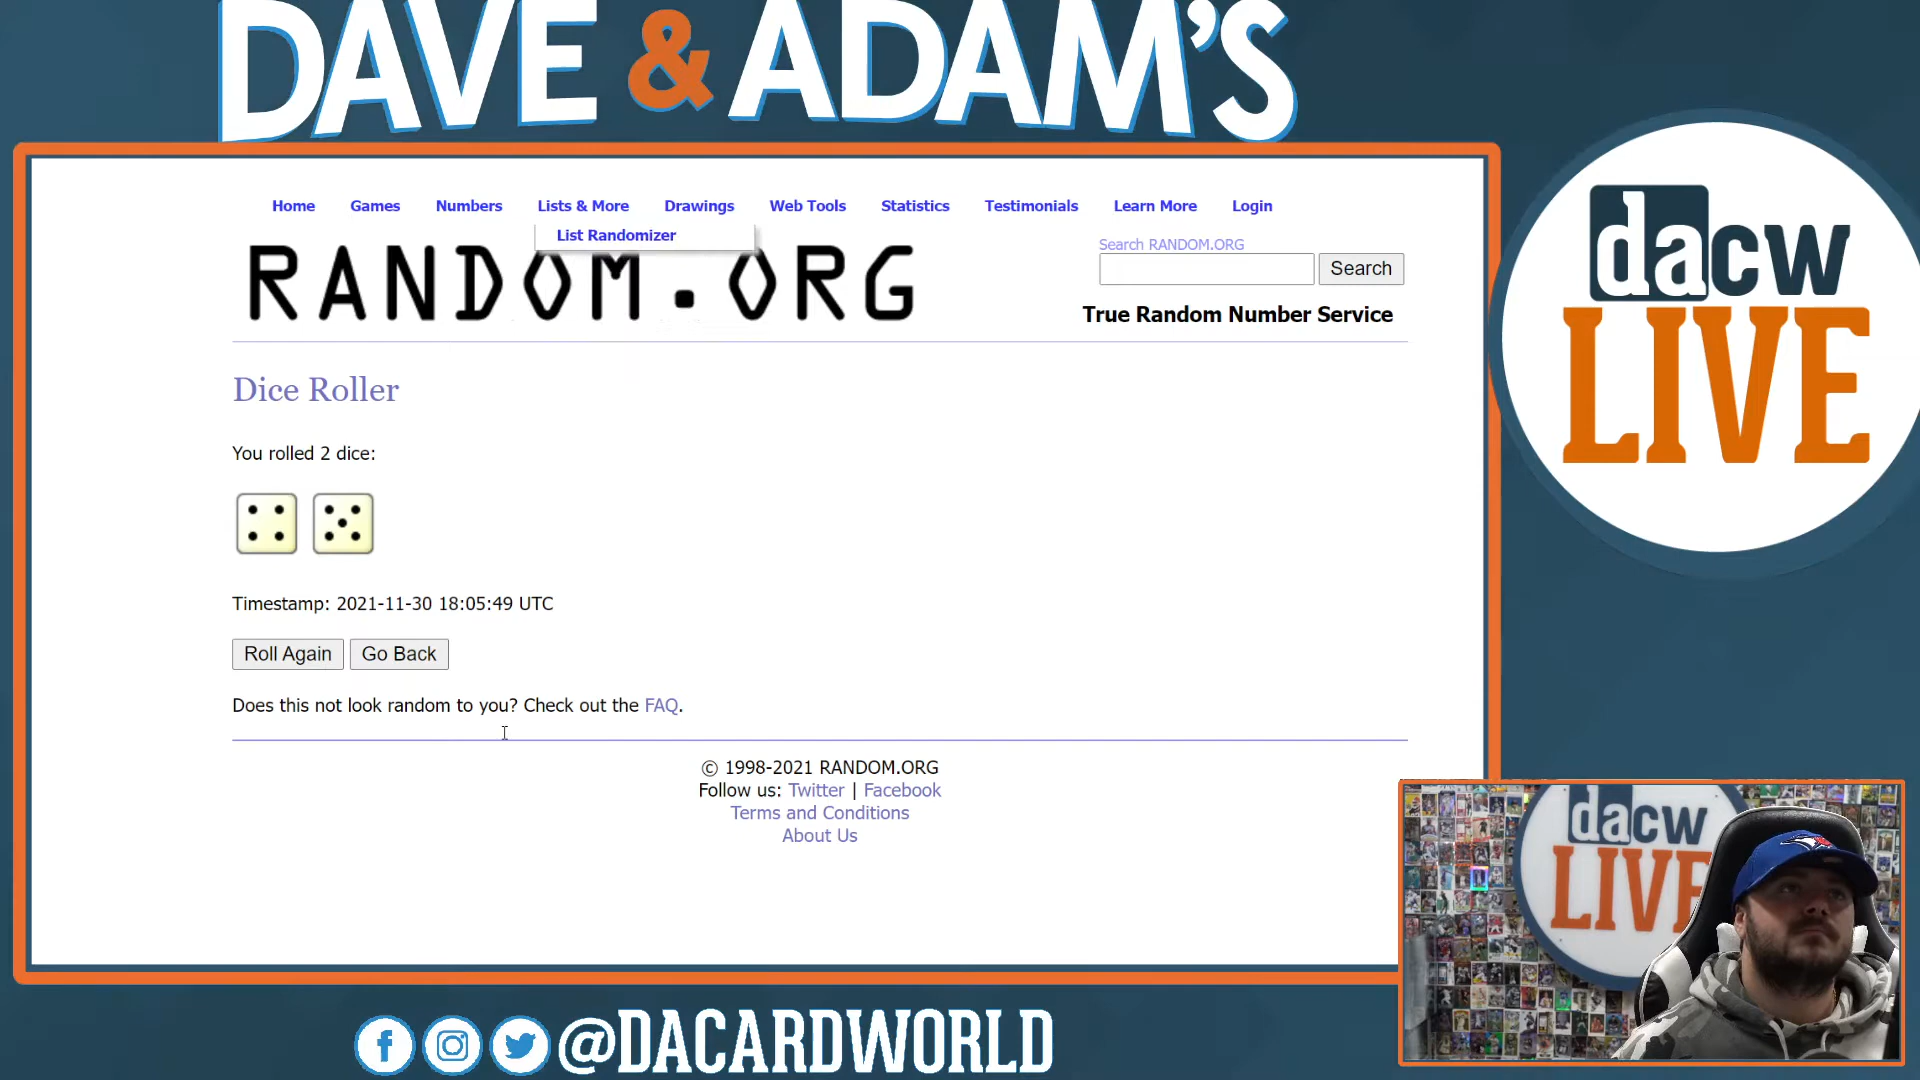 DAVE & ADAM'S
Home Games Numbers Lists & More Drawings Web Tools Statistics Testimonials Learn More Login
List Randomizer
RANDOM.ORG
Search RANDOM.ORG
Search
True Random Number Service
dacw
LIVE
Dice Roller
You rolled 2 dice:
Timestamp: 2021-11-30 18:05:49 UTC
Roll Again Go Back
Does this not look random to you? Check out the FAQ.
© 1998-2021 RANDOM.ORG
Follow us: Twitter | Facebook
Terms and Conditions
About Us
dacw
LIVE
@DACARDWORLD